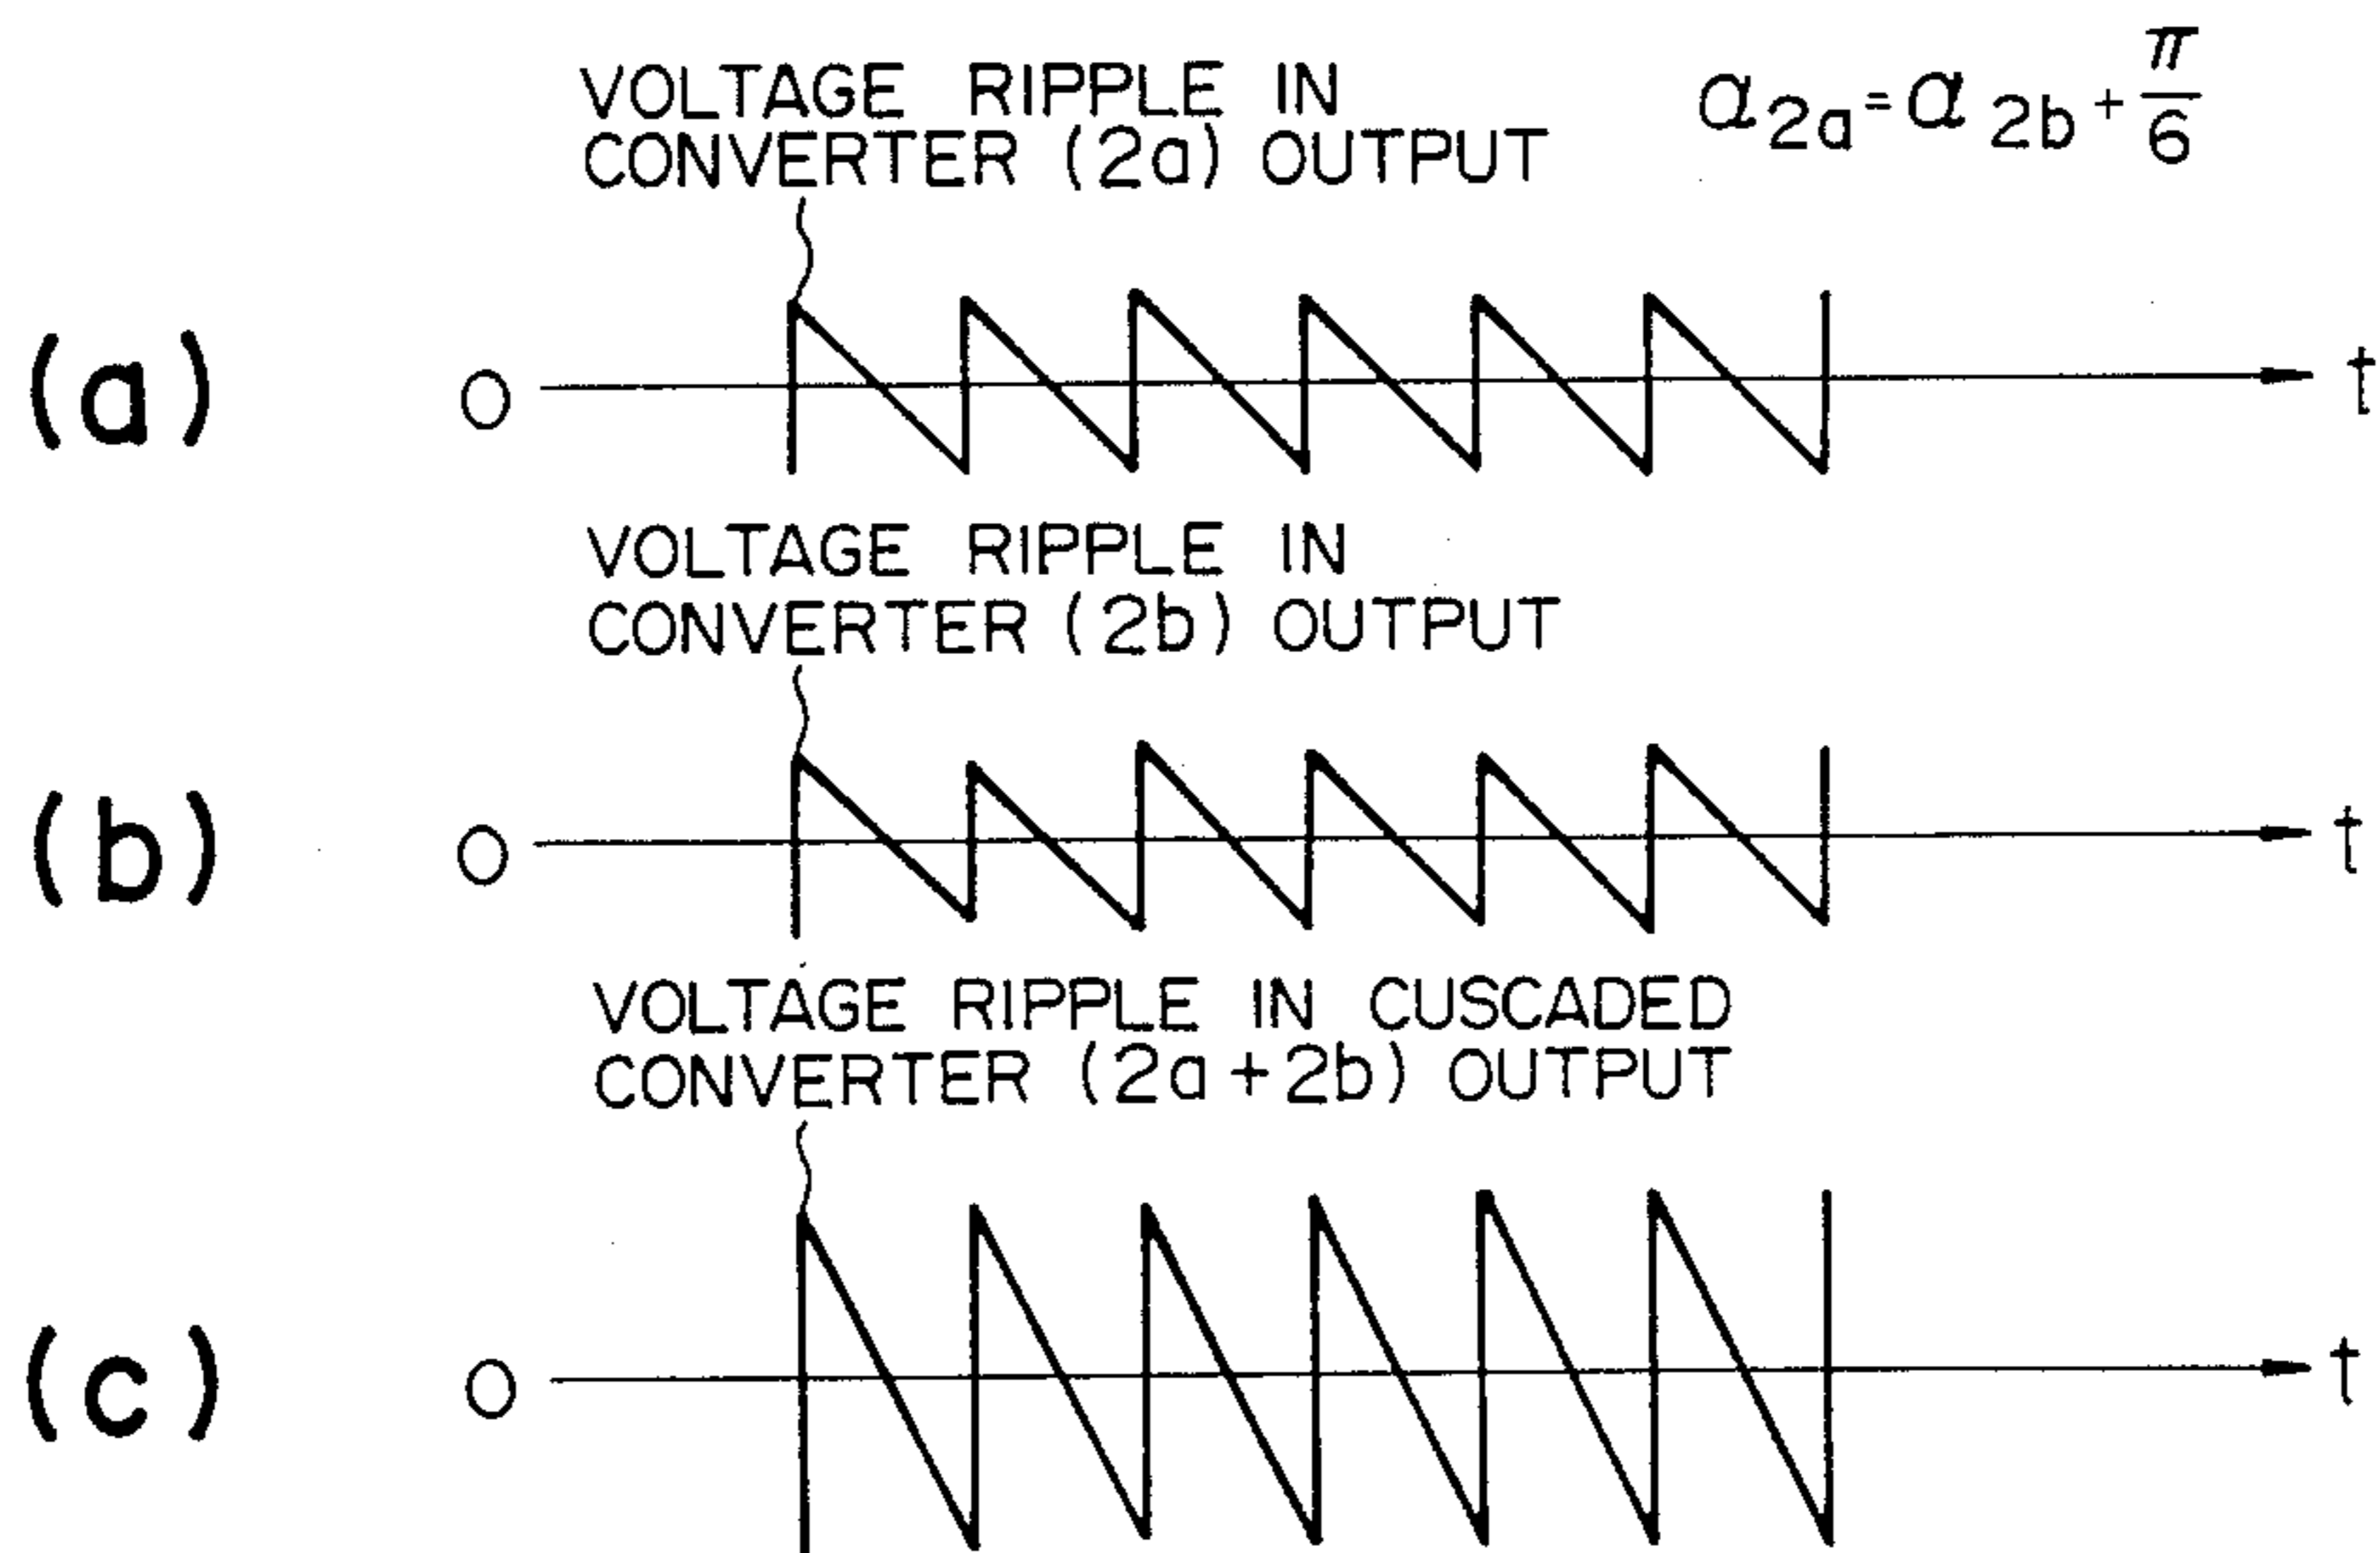 VOLTAGE RIPPLE IN
CONVERTER (2a) OUTPUT
α2a=α2b+π/6
(a)
O
t
VOLTAGE RIPPLE IN
CONVERTER (2b) OUTPUT
(b)
O
t
VOLTAGE RIPPLE IN CUSCADED
CONVERTER (2a+2b) OUTPUT
(c)
O
t